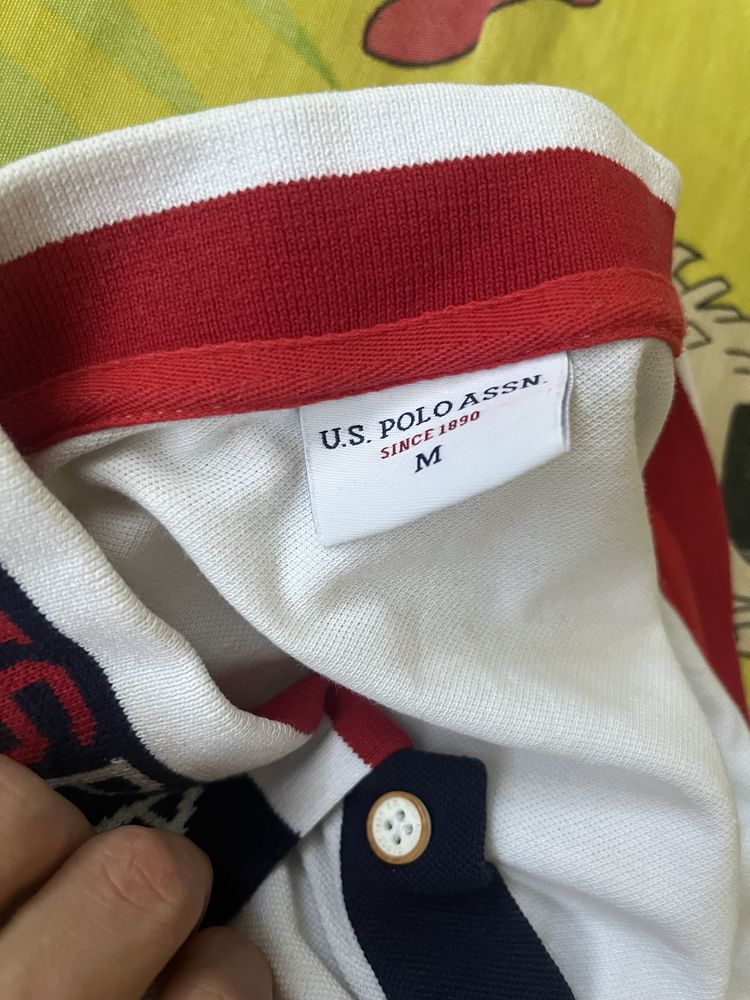 U.S. POLO ASSN.
SINCE 1890
M